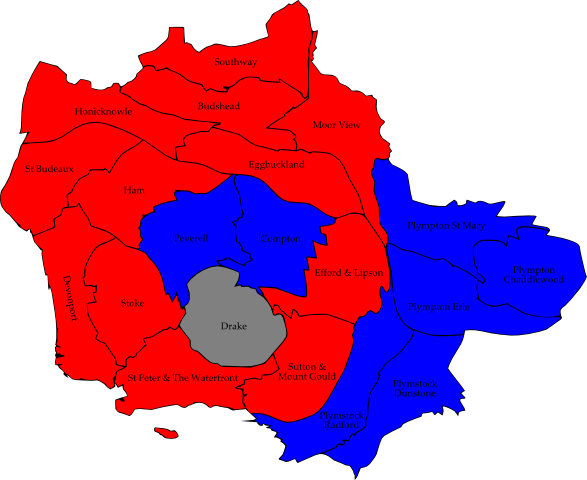 Southway
Budshead
Honicknowle
Moor View
Eggbuckland
St Budeaux
Ham
Plympton St Mary
Peverell
Compton
Efford & Lipson
Plympton
Chaddlewood
Devonport
Stoke
Plympton Erle
Drake
St Peter & The Waterfront
Sutton &
Mount Gould
Plymstock
Dunstone
Plymstock
Radford